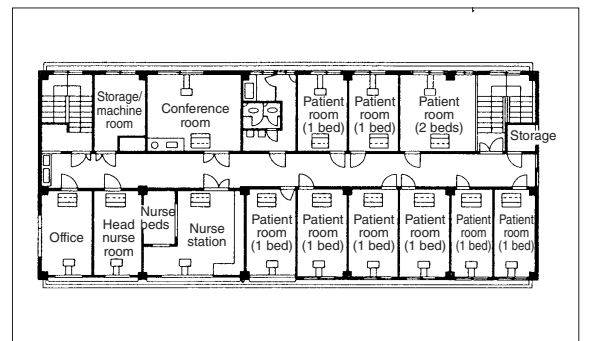 Storage/
machine
room
Conference
room
Patient
room
(1 bed)
Patient
room
(1 bed)
Patient
room
(2 beds)
Storage
Office
Head
nurse
room
Nurse
beds
Nurse
station
Patient
room
(1 bed)
Patient
room
(1 bed)
Patient
room
(1 bed)
Patient
room
(1 bed)
Patient
room
(1 bed)
Patient
room
(1 bed)